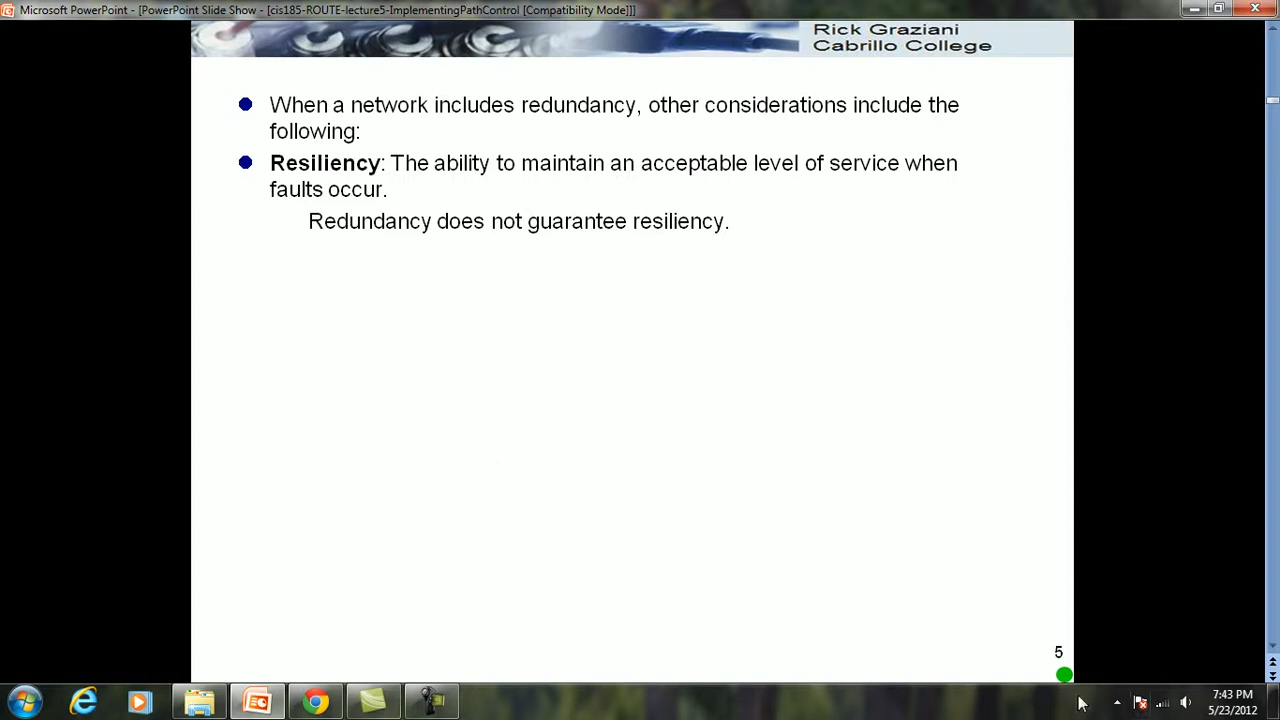 Microsoft PowerPoint - [PowerPoint Slide Show - [cis185-ROUTE-lecture5-ImplementingPathControl [Compatibility Mode]]]
Rick Graziani
Cabrillo College
When a network includes redundancy, other considerations include the
following:
Resiliency: The ability to maintain an acceptable level of service when
faults occur.
Redundancy does not guarantee resiliency.
5
7:43 PM
5/23/2012